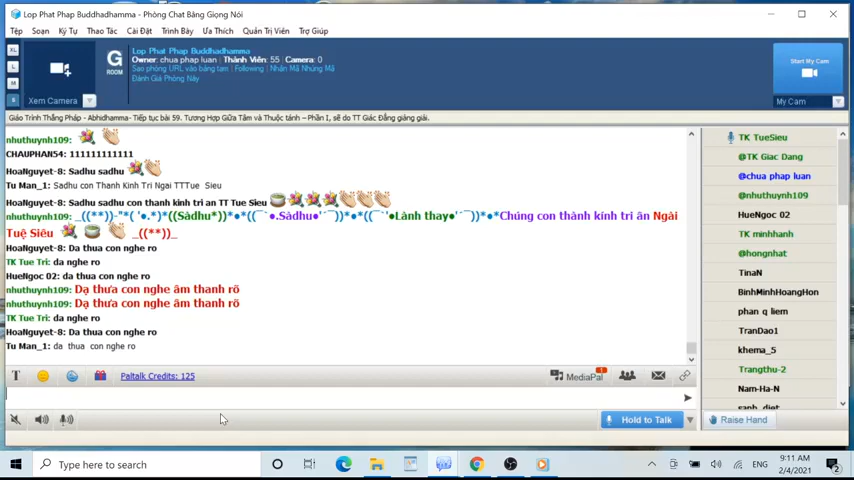 Lop Phat Phap Buddhadhamma - Phòng Chat Bằng Giọng Nói
Tệp Soạn Ký Tự Thao Tác Cài Đặt Trình Bày Ưa Thích Quản Trị Viên Trợ Giúp
XL
L
M
S
Xem Camera
G
ROOM
Lop Phat Phap Buddhadhamma
Owner: chua phap luan | Thành Viên: 55 | Camera: 0
Sao phỏng URL vào bảng tạm | Following | Nhấn Mã Nhúng Mã
Đánh Giá Phòng Này
Start My Cam
My Cam
Giáo Trình Thắng Pháp - Abhidhamma- Tiếp tục bài 59. Tương Hợp Giữa Tâm và Thuộc tánh – Phần I, sẽ do TT Giác Đẳng giảng giải.
nhuthuynh109:
CHAUPHAN54: 111111111111
HoaNguyet-8: Sadhu sadhu
Tu Man_1: Sadhu con Thanh Kinh Tri Ngai TTTue Sieu
HoaNguyet-8: Sadhu sadhu con thanh kinh tri an TT Tue Sieu
nhuthuynh109: _((**))-"*( '●.*)*((Sàdhu*))*●*((¯`●.Sàdhu●'´¯))*●*((¯`'●Lành thay●'´¯))*●*Chúng con thành kính tri ân Ngài
Tuệ Siêu _((**))_
HoaNguyet-8: Da thua con nghe ro
TK Tue Tri: da nghe ro
HueNgoc 02: da thua con nghe ro
nhuthuynh109: Dạ thưa con nghe âm thanh rõ
nhuthuynh109: Dạ thưa con nghe âm thanh rõ
TK Tue Tri: da nghe ro
HoaNguyet-8: Da thua con nghe ro
Tu Man_1: da thua con nghe ro
TK TueSieu
@TK Giac Dang
@chua phap luan
@nhuthuynh109
HueNgoc 02
TK minhhanh
@hongnhat
TinaN
BinhMinhHoangHon
phan q liem
TranDao1
khema_5
Trangthu-2
Nam-Ha-N
saph_diet
T
Paltalk Credits: 125
MediaPal
1
Hold to Talk
Raise Hand
Type here to search
ENG
9:11 AM
2/4/2021
2